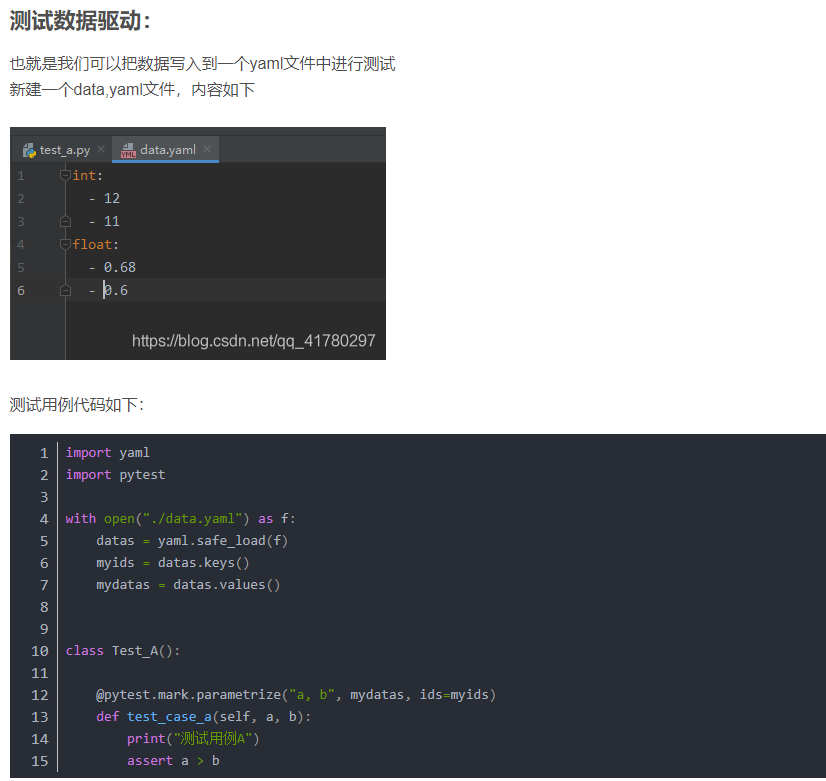 测试数据驱动：
也就是我们可以把数据写入到一个yaml文件中进行测试
新建一个data,yaml文件，内容如下
test_a.py × data.yaml ×
1 int:
2 - 12
3 - 11
4 float:
5 - 0.68
6 - 0.6
https://blog.csdn.net/qq_41780297
测试用例代码如下：
1 import yaml
2 import pytest
3
4 with open("./data.yaml") as f:
5 datas = yaml.safe_load(f)
6 myids = datas.keys()
7 mydatas = datas.values()
8
9
10 class Test_A():
11
12 @pytest.mark.parametrize("a, b", mydatas, ids=myids)
13 def test_case_a(self, a, b):
14 print("测试用例A")
15 assert a > b